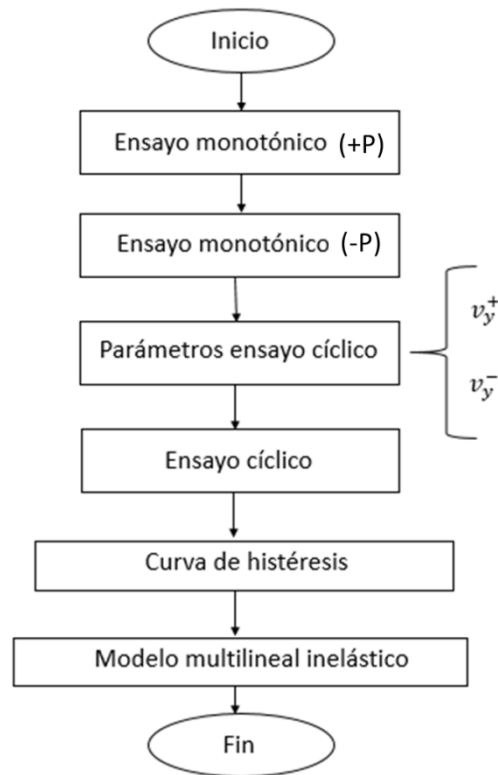 Inicio
Ensayo monotónico (+P)
Ensayo monotónico (-P)
Parámetros ensayo cíclico
v_y^+
v_y^-
Ensayo cíclico
Curva de histéresis
Modelo multilineal inelástico
Fin